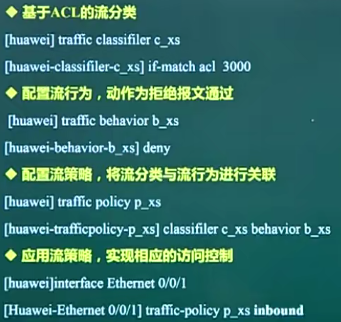 ◆ 基于ACL的流分类
[huawei] traffic classifiler c_xs
[huawei-classifiler-c_xs] if-match acl 3000
◆ 配置流行为，动作为拒绝报文通过
[huawei] traffic behavior b_xs
[huawei-behavior-b_xs] deny
◆ 配置流策略，将流分类与流行为进行关联
[huawei] traffic policy p_xs
[huawei-trafficpolicy-p_xs] classifiler c_xs behavior b_xs
◆ 应用流策略，实现相应的访问控制
[huawei]interface Ethernet 0/0/1
[Huawei-Ethernet 0/0/1] traffic-policy p_xs inbound